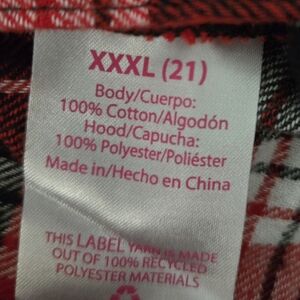 XXXL (21)
Body/Cuerpo:
100% Cotton/Algodón
Hood/Capucha:
100% Polyester/Poliéster
Made in/Hecho en China
THIS LABEL YARN IS MADE
OUT OF 100% RECYCLED
POLYESTER MATERIALS